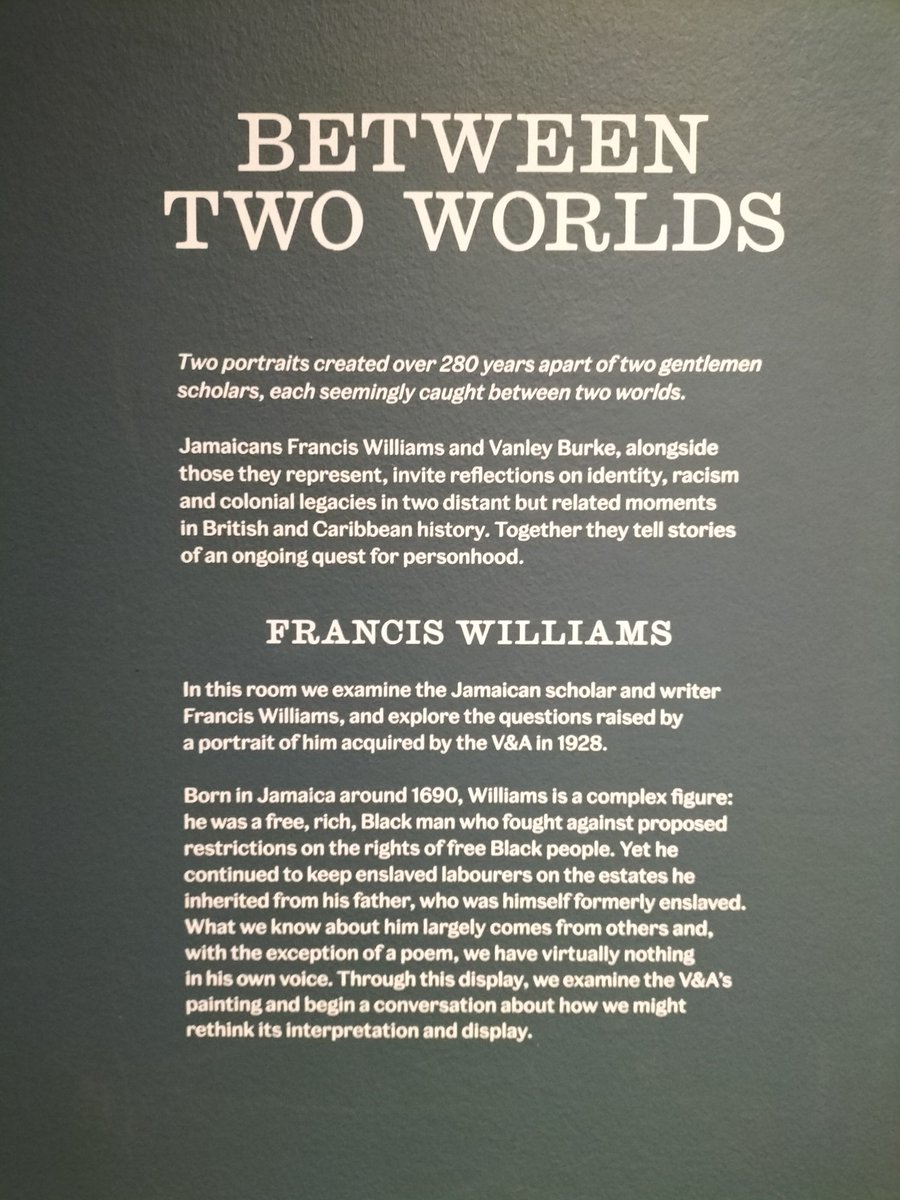 BETWEEN
TWO WORLDS
Two portraits created over 280 years apart of two gentlemen
scholars, each seemingly caught between two worlds.
Jamaicans Francis Williams and Vanley Burke, alongside
those they represent, invite reflections on identity, racism
and colonial legacies in two distant but related moments
in British and Caribbean history. Together they tell stories
of an ongoing quest for personhood.
FRANCIS WILLIAMS
In this room we examine the Jamaican scholar and writer
Francis Williams, and explore the questions raised by
a portrait of him acquired by the V&A in 1928.
Born in Jamaica around 1690, Williams is a complex figure:
he was a free, rich, Black man who fought against proposed
restrictions on the rights of free Black people. Yet he
continued to keep enslaved labourers on the estates he
inherited from his father, who was himself formerly enslaved.
What we know about him largely comes from others and,
with the exception of a poem, we have virtually nothing
in his own voice. Through this display, we examine the V&A's
painting and begin a conversation about how we might
rethink its interpretation and display.